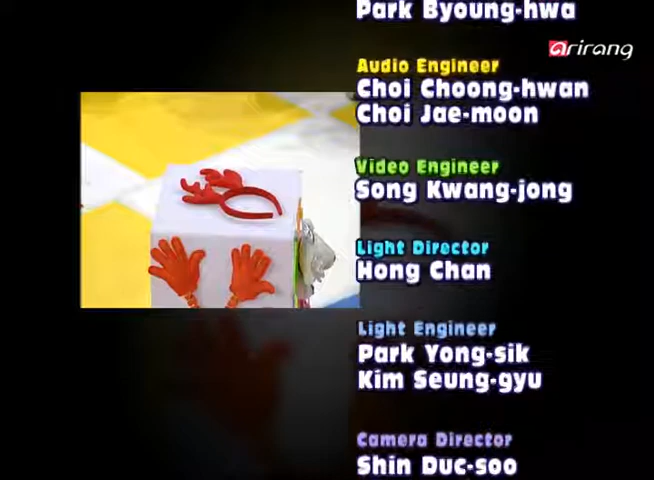 Park Byoung-hwa
arirang
Audio Engineer
Choi Choong-hwan
Choi Jae-moon
Video Engineer
Song Kwang-jong
Light Director
Hong Chan
Light Engineer
Park Yong-sik
Kim Seung-gyu
Camera Director
Shin Duc-soo